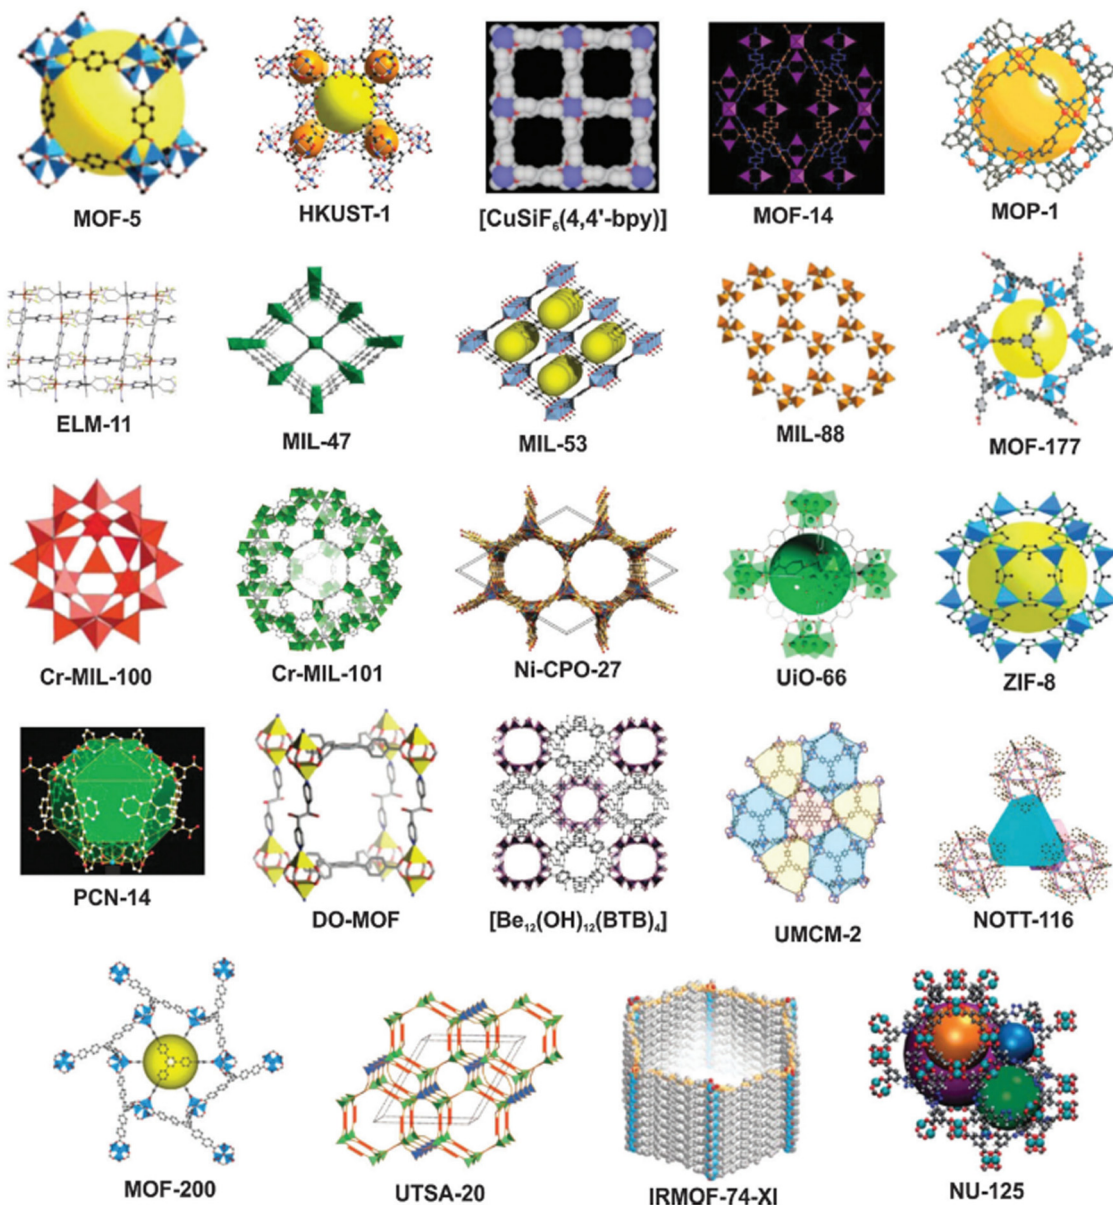 MOF-5
HKUST-1
[CuSiF₆(4,4'-bpy)]
MOF-14
MOP-1
ELM-11
MIL-47
MIL-53
MIL-88
MOF-177
Cr-MIL-100
Cr-MIL-101
Ni-CPO-27
UiO-66
ZIF-8
PCN-14
DO-MOF
[Be₁₂(OH)₁₂(BTB)₄]
UMCM-2
NOTT-116
MOF-200
UTSA-20
IRMOF-74-XI
NU-125